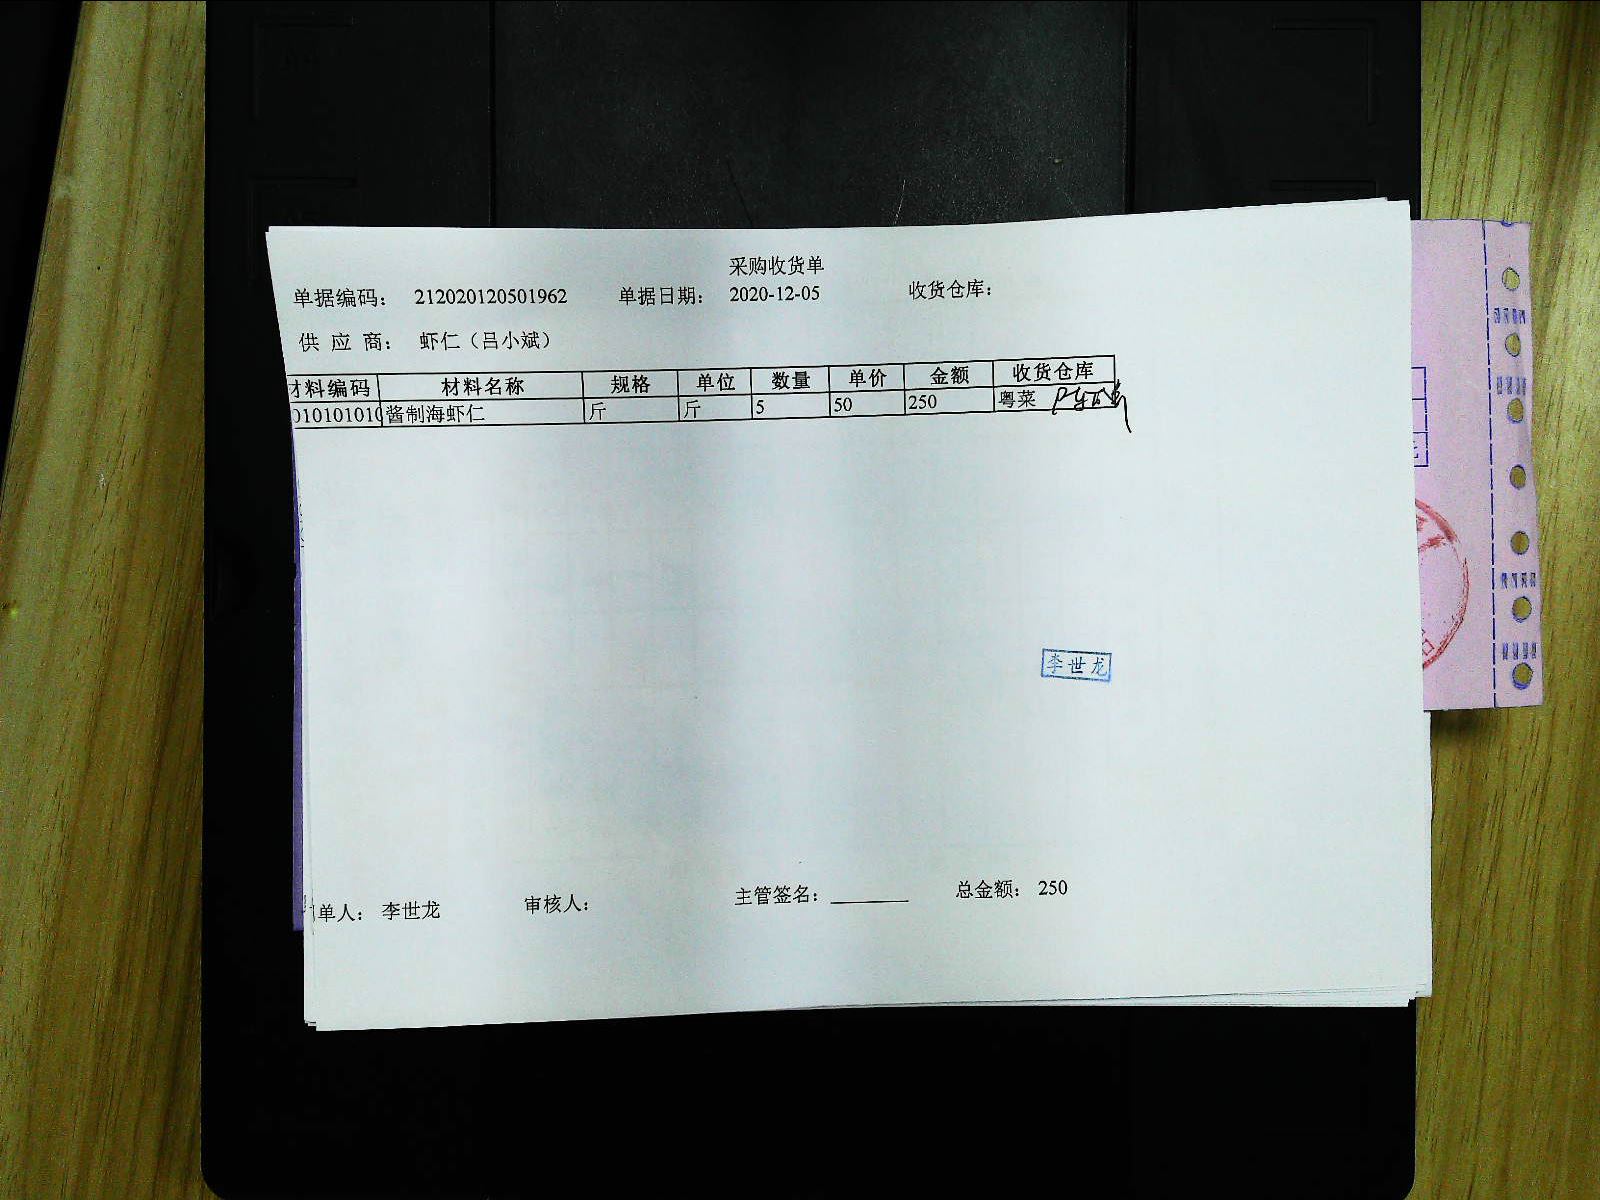 采购收货单
单据编码： 212020120501962 单据日期： 2020-12-05 收货仓库：
供 应 商： 虾仁（吕小斌）
材料编码 材料名称 规格 单位 数量 单价 金额 收货仓库
010101010 酱制海虾仁 斤 斤 5 50 250 粤菜
李世龙
单人： 李世龙 审核人： 主管签名： 总金额： 250